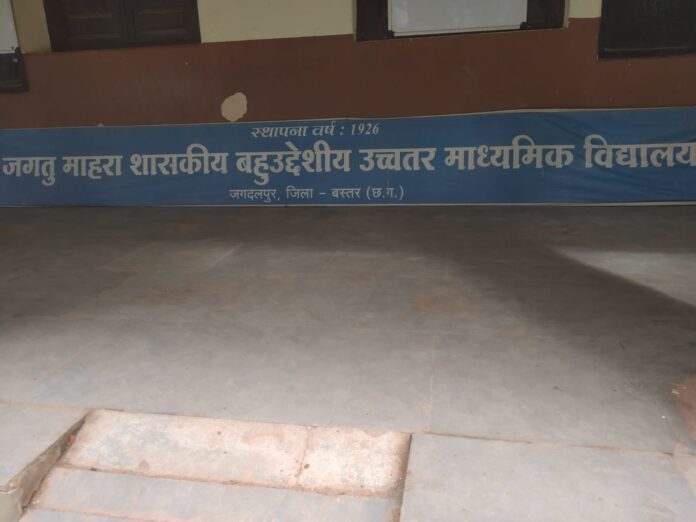 स्थापना वर्ष : 1926
जगतु माहरा शासकीय बहुउद्देशीय उच्चतर माध्यमिक विद्यालय
जगदलपुर, जिला - बस्तर (छ.ग.)